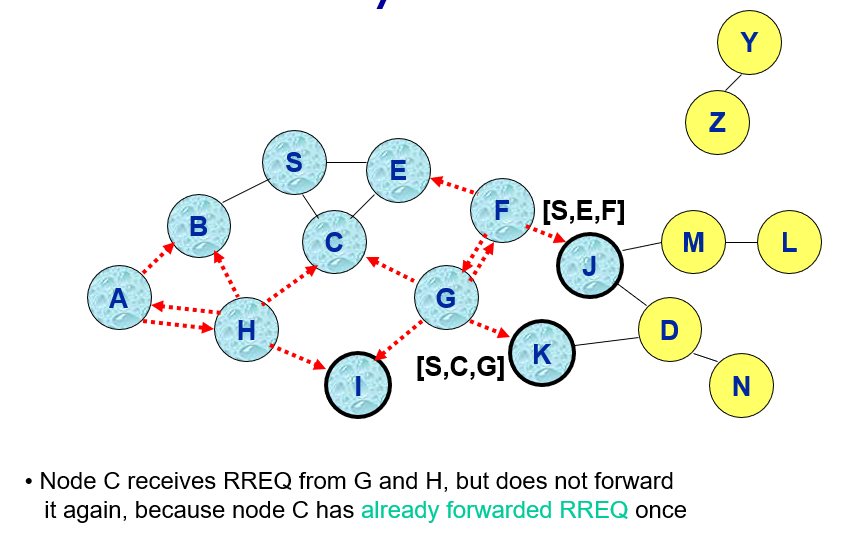 Y
Z
S
E
F
[S,E,F]
B
C
J
M
L
A
H
G
D
I
[S,C,G]
K
N
• Node C receives RREQ from G and H, but does not forward
it again, because node C has already forwarded RREQ once